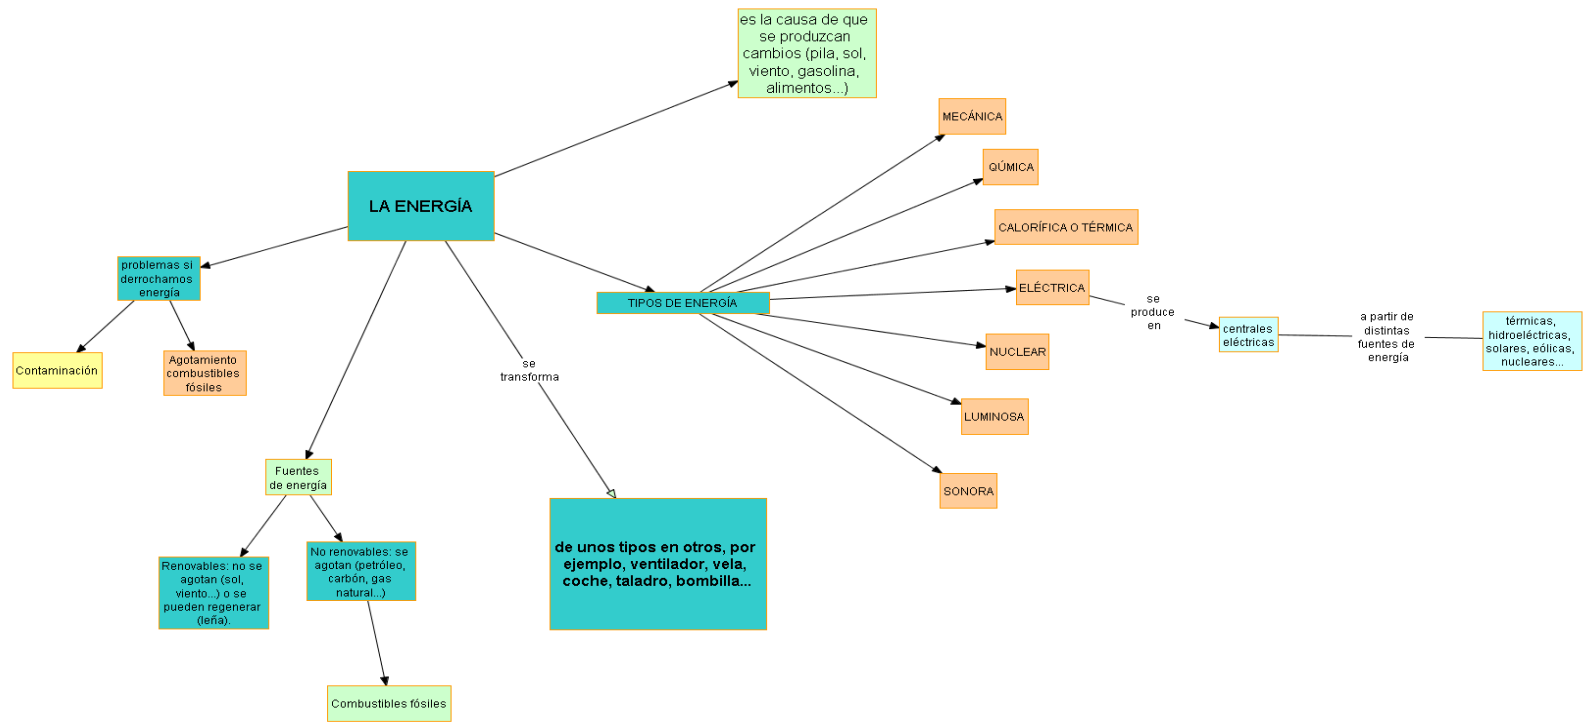 es la causa de que
se produzcan
cambios (pila, sol,
viento, gasolina,
alimentos...)
MECÁNICA
QÚMICA
LA ENERGÍA
CALORÍFICA O TÉRMICA
problemas si
derrochamos
energía
ELÉCTRICA
TIPOS DE ENERGÍA
se
produce
en
centrales
eléctricas
a partir de
distintas
fuentes de
energía
térmicas,
hidroeléctricas,
solares, eólicas,
nucleares...
NUCLEAR
Contaminación
Agotamiento
combustibles
fósiles
se
transforma
LUMINOSA
Fuentes
de energía
SONORA
de unos tipos en otros, por
ejemplo, ventilador, vela,
coche, taladro, bombilla...
Renovables: no se
agotan (sol,
viento...) o se
pueden regenerar
(leña).
No renovables: se
agotan (petróleo,
carbón, gas
natural...)
Combustibles fósiles